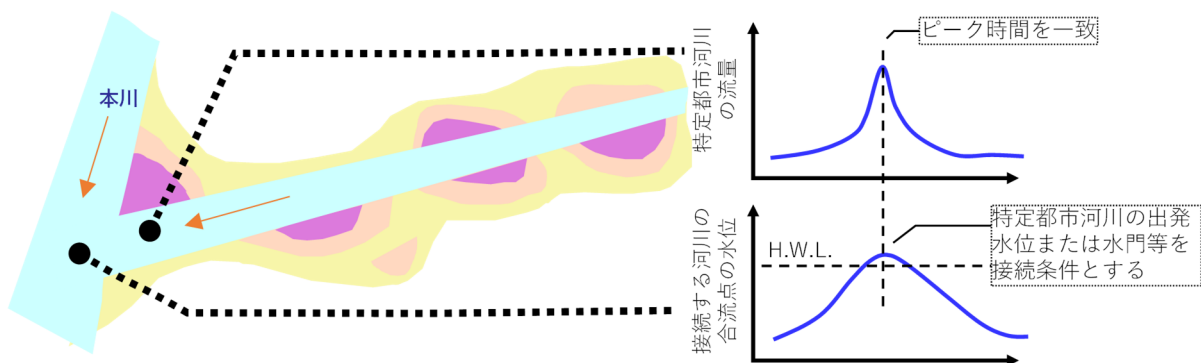 本川
特定都市河川
の流量
ピーク時間を一致
接続する河川の
合流点の水位
H.W.L.
特定都市河川の出発
水位または水門等を
接続条件とする